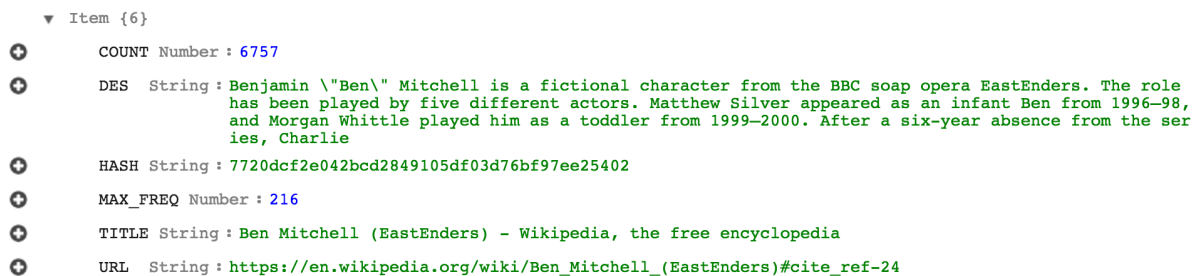 Item {6}
COUNT Number : 6757
DES String : Benjamin \"Ben\" Mitchell is a fictional character from the BBC soap opera EastEnders. The role
has been played by five different actors. Matthew Silver appeared as an infant Ben from 1996–98,
and Morgan Whittle played him as a toddler from 1999–2000. After a six-year absence from the ser
ies, Charlie
HASH String : 7720dcf2e042bcd2849105df03d76bf97ee25402
MAX_FREQ Number : 216
TITLE String : Ben Mitchell (EastEnders) - Wikipedia, the free encyclopedia
URL String : https://en.wikipedia.org/wiki/Ben_Mitchell_(EastEnders)#cite_ref-24